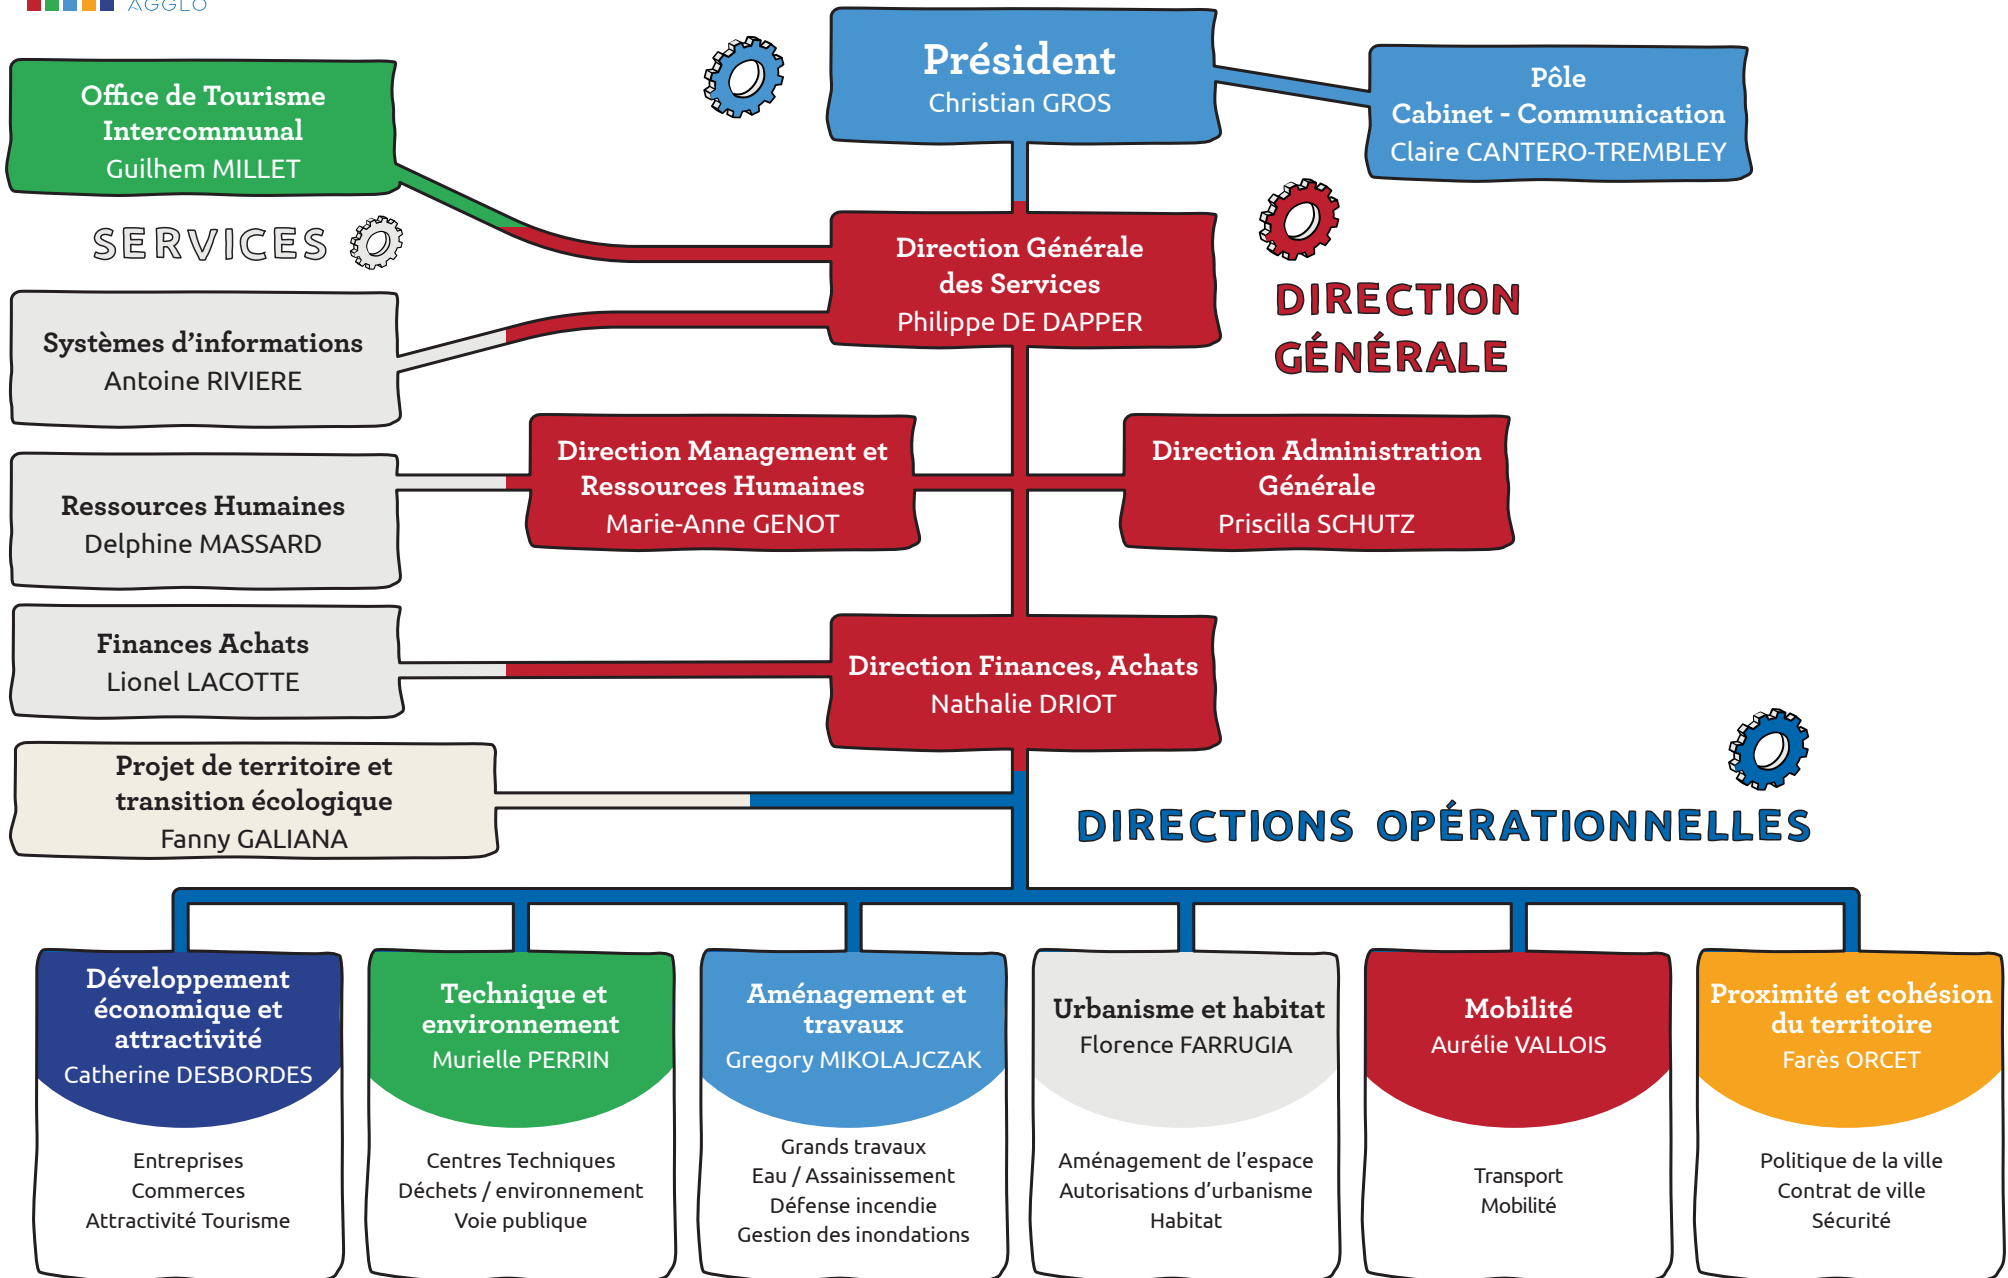 AGGLO
Président
Christian GROS
Pôle
Cabinet - Communication
Claire CANTERO-TREMBLEY
Office de Tourisme
Intercommunal
Guilhem MILLET
SERVICES
Direction Générale
des Services
Philippe DE DAPPER
DIRECTION
GÉNÉRALE
Systèmes d’informations
Antoine RIVIERE
Direction Management et
Ressources Humaines
Marie-Anne GENOT
Direction Administration
Générale
Priscilla SCHUTZ
Ressources Humaines
Delphine MASSARD
Finances Achats
Lionel LACOTTE
Direction Finances, Achats
Nathalie DRIOT
Projet de territoire et
transition écologique
Fanny GALIANA
DIRECTIONS OPÉRATIONNELLES
Développement
économique et
attractivité
Catherine DESBORDES
Entreprises
Commerces
Attractivité Tourisme
Technique et
environnement
Murielle PERRIN
Centres Techniques
Déchets / environnement
Voie publique
Aménagement et
travaux
Gregory MIKOLAJCZAK
Grands travaux
Eau / Assainissement
Défense incendie
Gestion des inondations
Urbanisme et habitat
Florence FARRUGIA
Aménagement de l’espace
Autorisations d’urbanisme
Habitat
Mobilité
Aurélie VALLOIS
Transport
Mobilité
Proximité et cohésion
du territoire
Farès ORCET
Politique de la ville
Contrat de ville
Sécurité